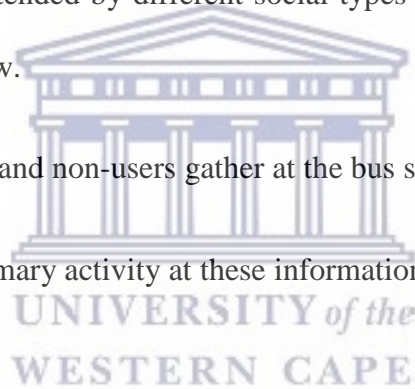 tended by different social types
w.
and non-users gather at the bus s
mary activity at these information
UNIVERSITY of the
WESTERN CAPE